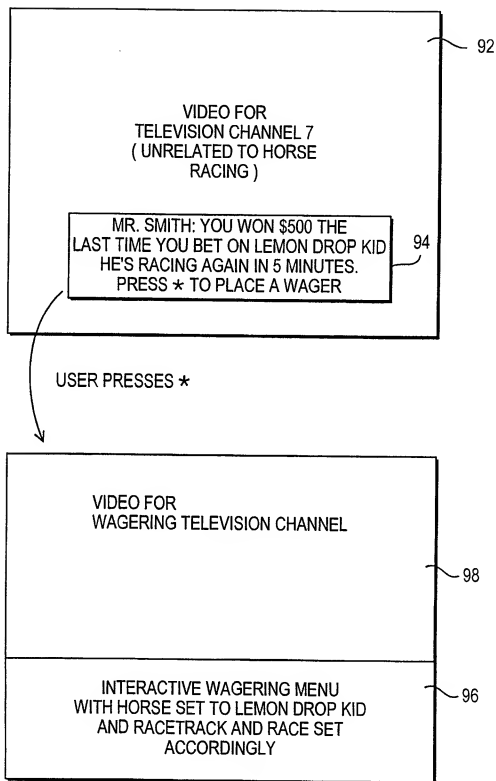 92
VIDEO FOR
TELEVISION CHANNEL 7
( UNRELATED TO HORSE
RACING )
MR. SMITH: YOU WON $500 THE
LAST TIME YOU BET ON LEMON DROP KID
HE'S RACING AGAIN IN 5 MINUTES.
PRESS * TO PLACE A WAGER
94
USER PRESSES *
VIDEO FOR
WAGERING TELEVISION CHANNEL
98
INTERACTIVE WAGERING MENU
WITH HORSE SET TO LEMON DROP KID
AND RACETRACK AND RACE SET
ACCORDINGLY
96